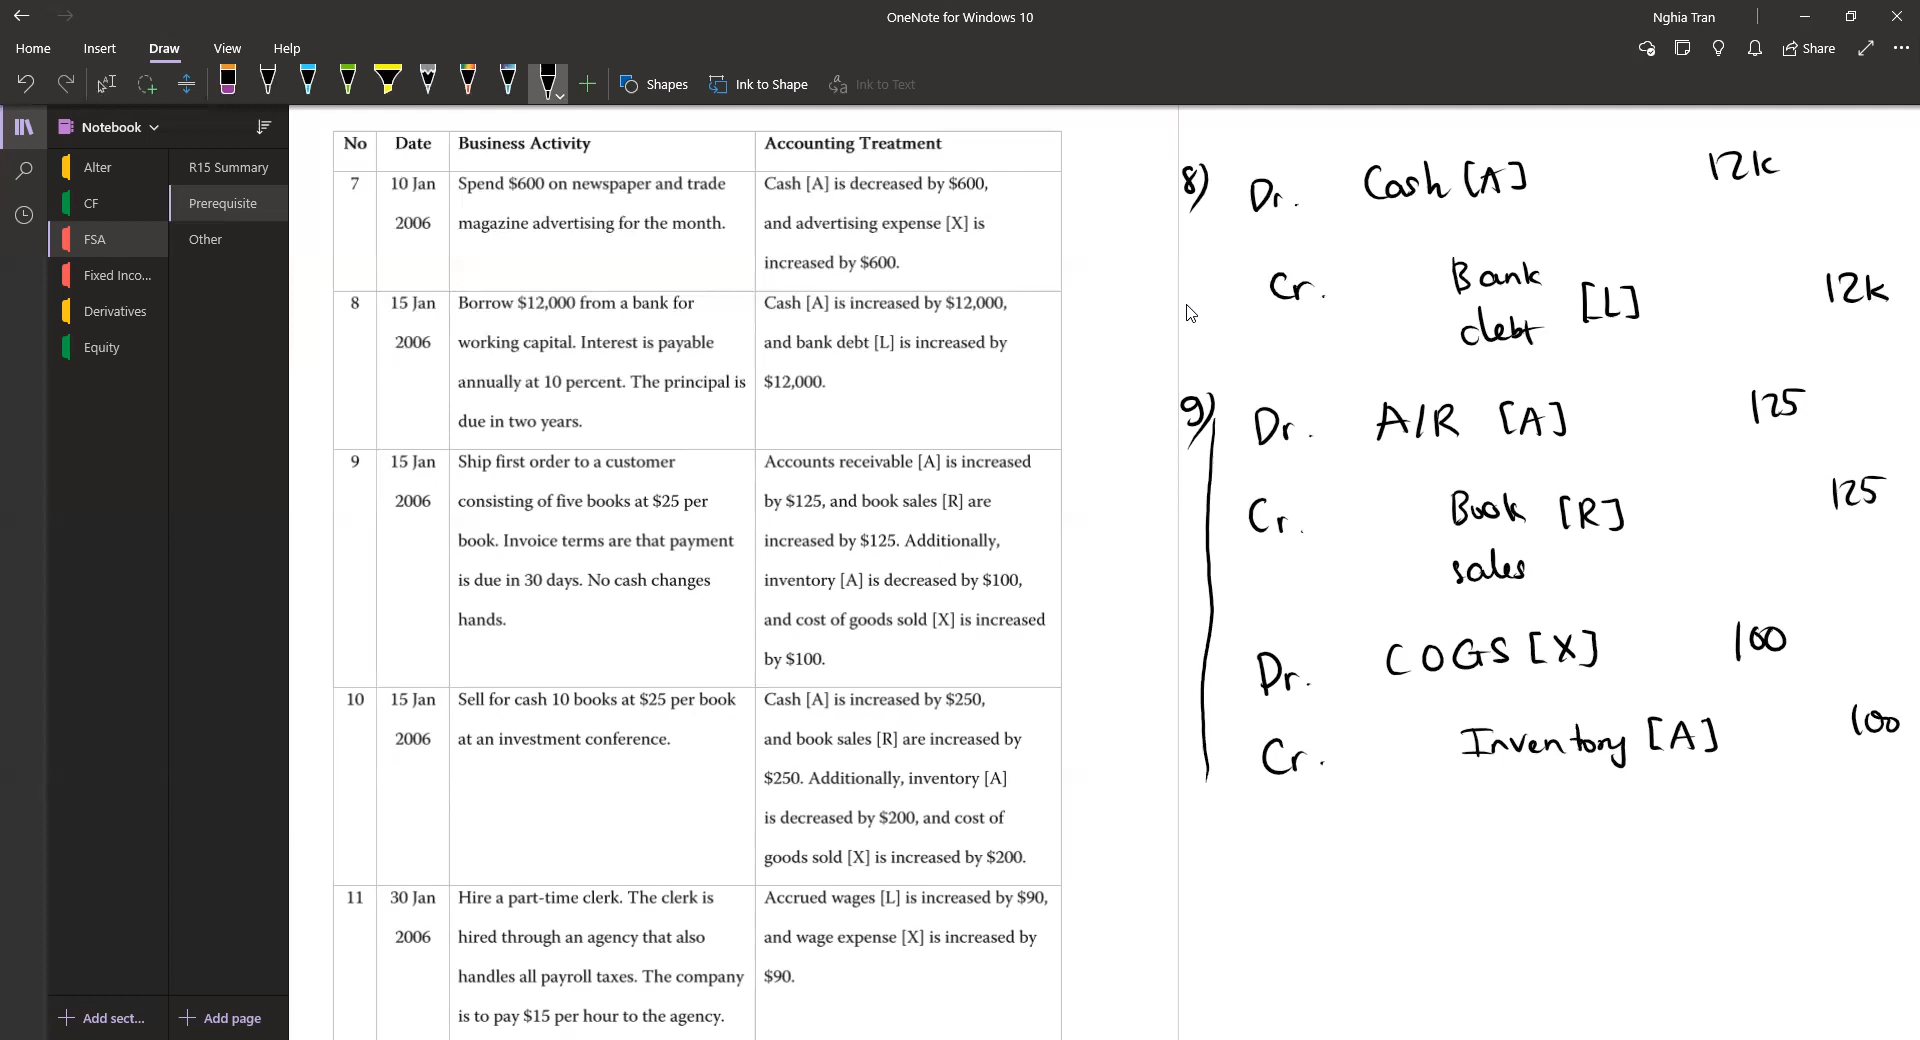 OneNote for Windows 10
Nghia Tran
Home Insert Draw View Help
Share
Shapes Ink to Shape Ink to Text
Notebook
Alter
CF
FSA
Fixed Inco...
Derivatives
Equity
R15 Summary
Prerequisite
Other
Add sect...
Add page
No Date Business Activity Accounting Treatment
7 10 Jan Spend $600 on newspaper and trade Cash [A] is decreased by $600,
2006 magazine advertising for the month. and advertising expense [X] is
increased by $600.
8 15 Jan Borrow $12,000 from a bank for Cash [A] is increased by $12,000,
2006 working capital. Interest is payable and bank debt [L] is increased by
annually at 10 percent. The principal is $12,000.
due in two years.
9 15 Jan Ship first order to a customer Accounts receivable [A] is increased
2006 consisting of five books at $25 per by $125, and book sales [R] are
book. Invoice terms are that payment increased by $125. Additionally,
is due in 30 days. No cash changes inventory [A] is decreased by $100,
hands. and cost of goods sold [X] is increased
by $100.
10 15 Jan Sell for cash 10 books at $25 per book Cash [A] is increased by $250,
2006 at an investment conference. and book sales [R] are increased by
$250. Additionally, inventory [A]
is decreased by $200, and cost of
goods sold [X] is increased by $200.
11 30 Jan Hire a part-time clerk. The clerk is Accrued wages [L] is increased by $90,
2006 hired through an agency that also and wage expense [X] is increased by
handles all payroll taxes. The company $90.
is to pay $15 per hour to the agency.
8) Dr. Cash [A] 12k
Cr. Bank [L] 12k
debt
9) Dr. A/R [A] 125
Cr. Book [R] 125
sales
Dr. COGS [X] 100
Cr. Inventory [A] 100